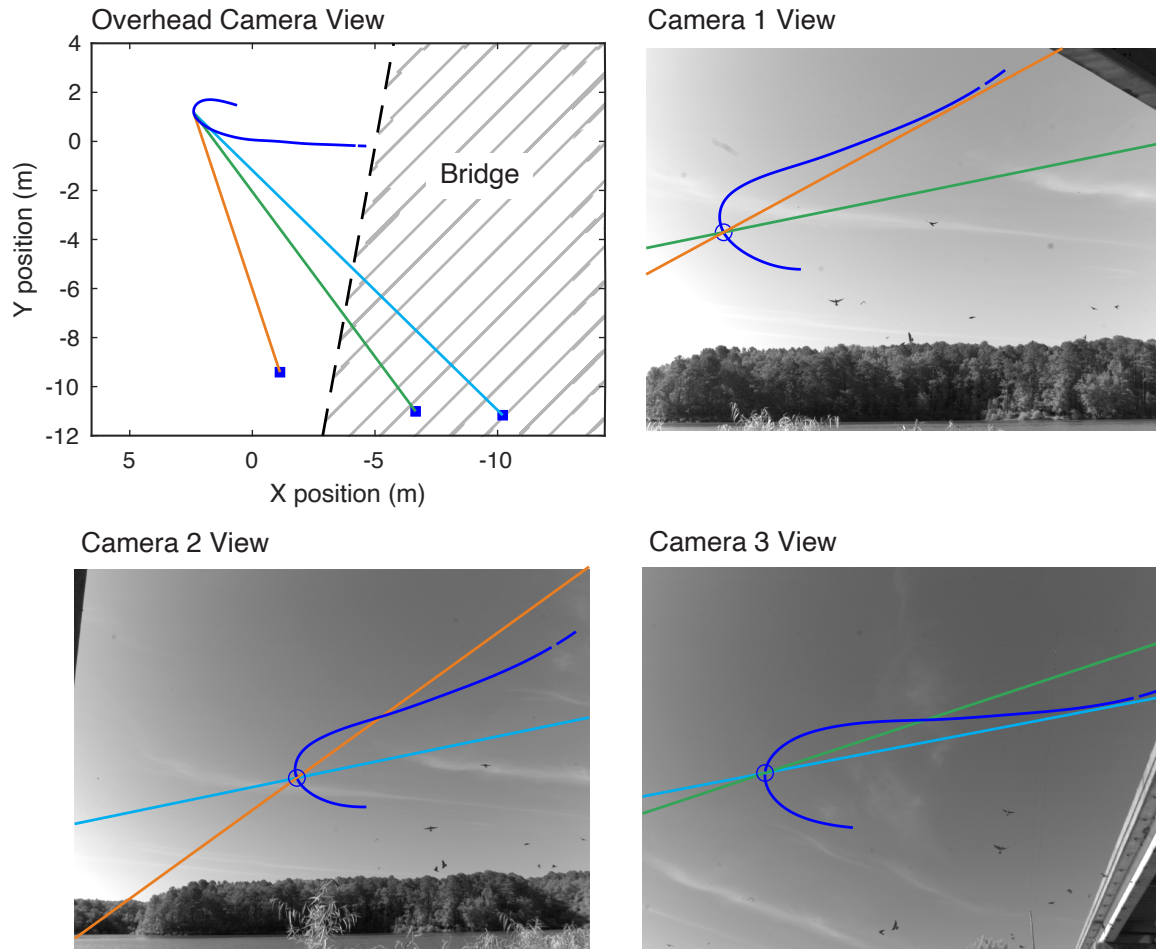 Overhead Camera View
4
2
0
-2
-4
-6
-8
-10
-12
Y position (m)
Bridge
5
0
-5
-10
X position (m)
Camera 1 View
Camera 2 View
Camera 3 View